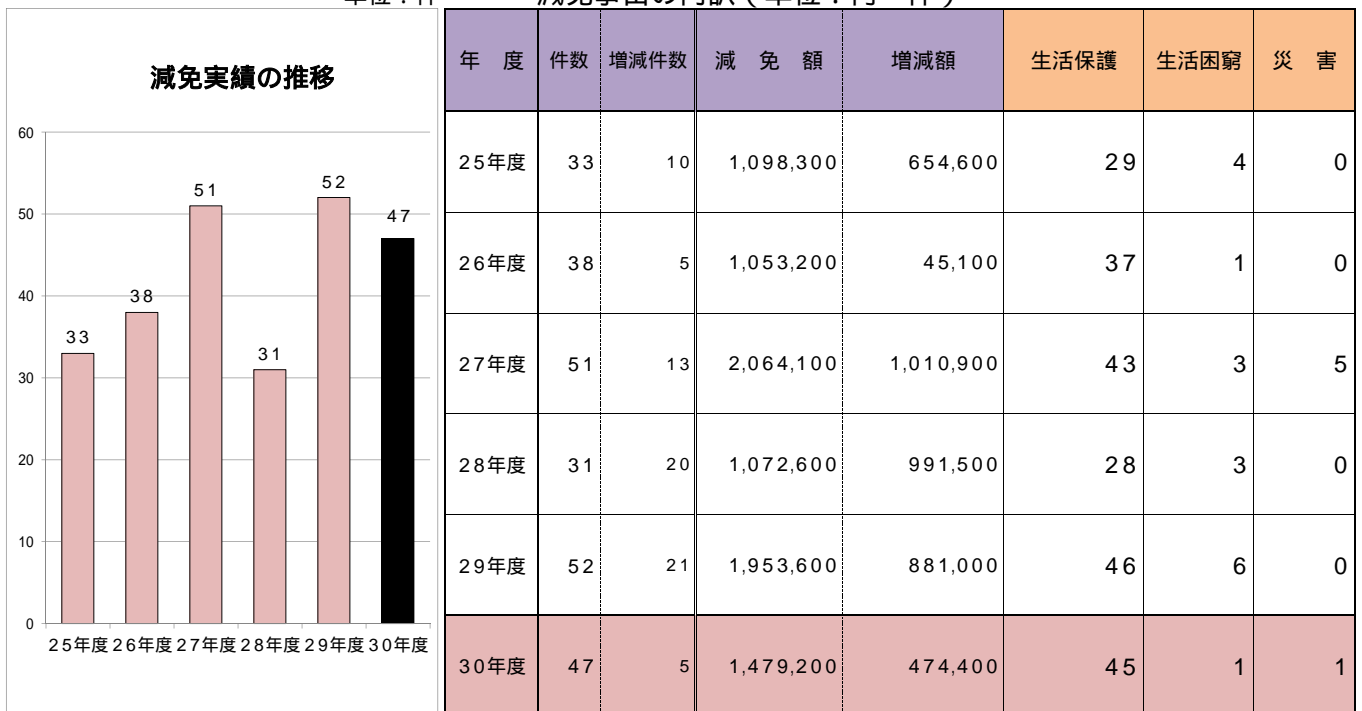 減免実績の推移
60
50
40
30
20
10
0
33
38
51
31
52
47
25年度 26年度 27年度 28年度 29年度 30年度
年 度 件数 増減件数 減 免 額 増減額 生活保護 生活困窮 災 害
25年度 33 10 1,098,300 654,600 29 4 0
26年度 38 5 1,053,200 45,100 37 1 0
27年度 51 13 2,064,100 1,010,900 43 3 5
28年度 31 20 1,072,600 991,500 28 3 0
29年度 52 21 1,953,600 881,000 46 6 0
30年度 47 5 1,479,200 474,400 45 1 1